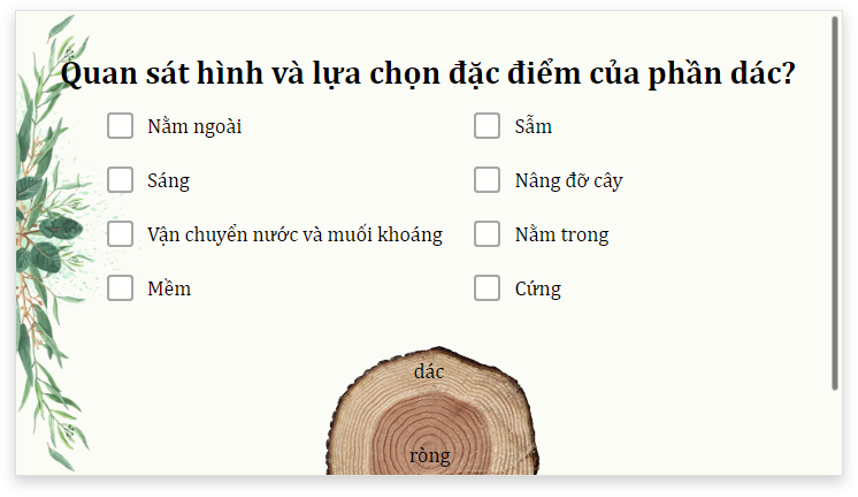 Quan sát hình và lựa chọn đặc điểm của phần dác?
Nằm ngoài
Sẫm
Sáng
Nâng đỡ cây
Vận chuyển nước và muối khoáng
Nằm trong
Mềm
Cứng
dác
ròng